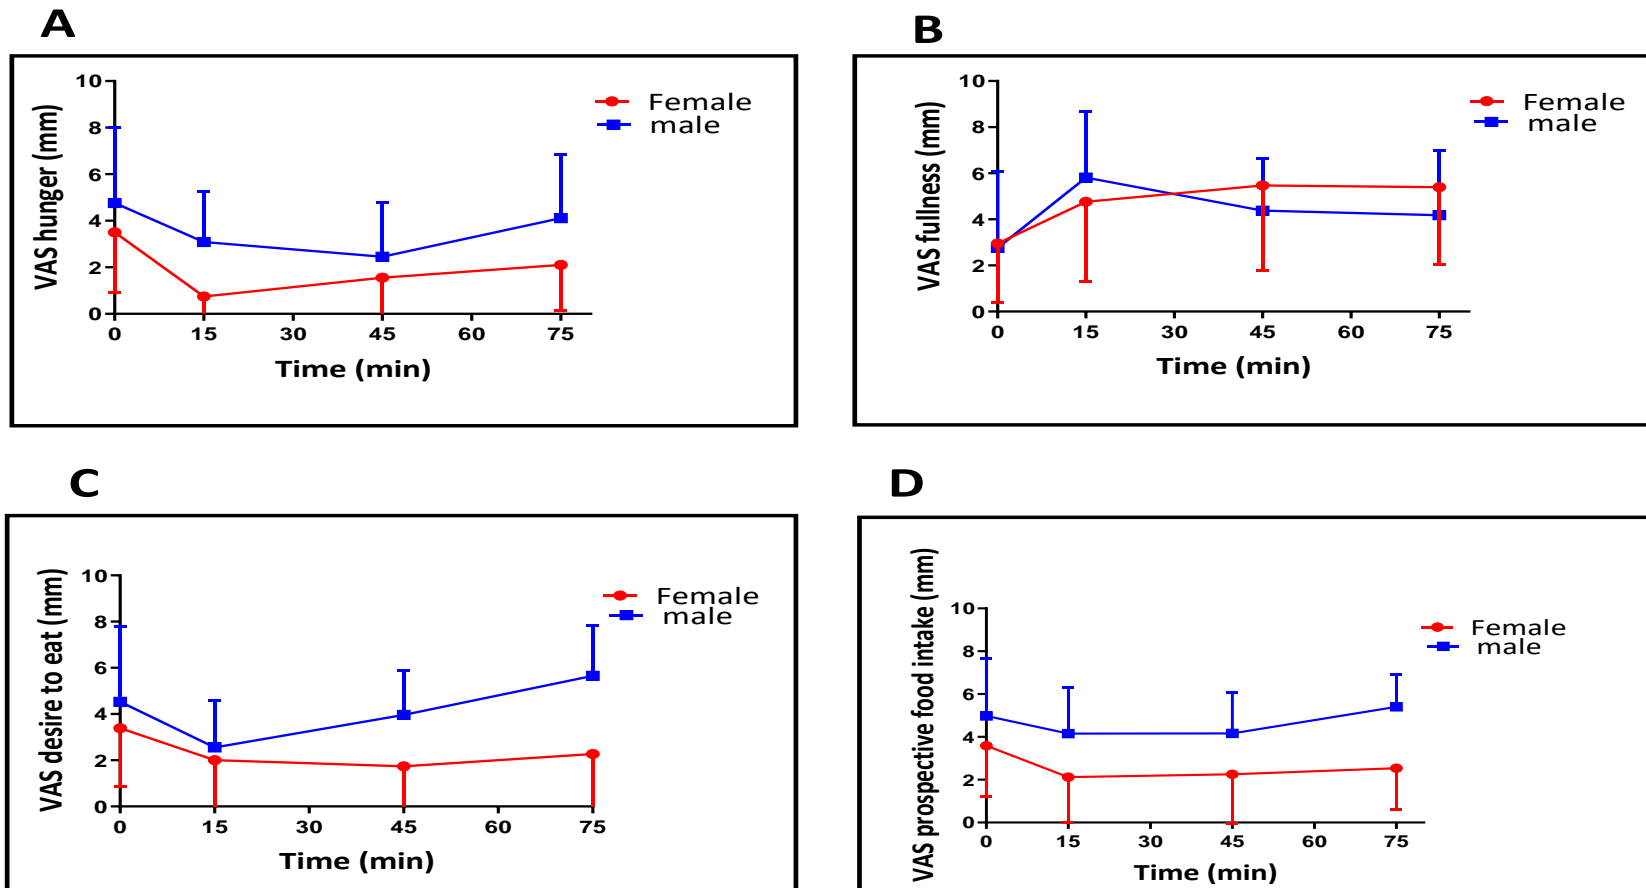 A
VAS hunger (mm)
10
8
6
4
2
0
0 15 30 45 60 75
Time (min)
Female
male
B
VAS fullness (mm)
10
8
6
4
2
0
0 15 30 45 60 75
Time (min)
Female
male
C
VAS desire to eat (mm)
10
8
6
4
2
0
0 15 30 45 60 75
Time (min)
Female
male
D
VAS prospective food intake (mm)
10
8
6
4
2
0
0 15 30 45 60 75
Time (min)
Female
male